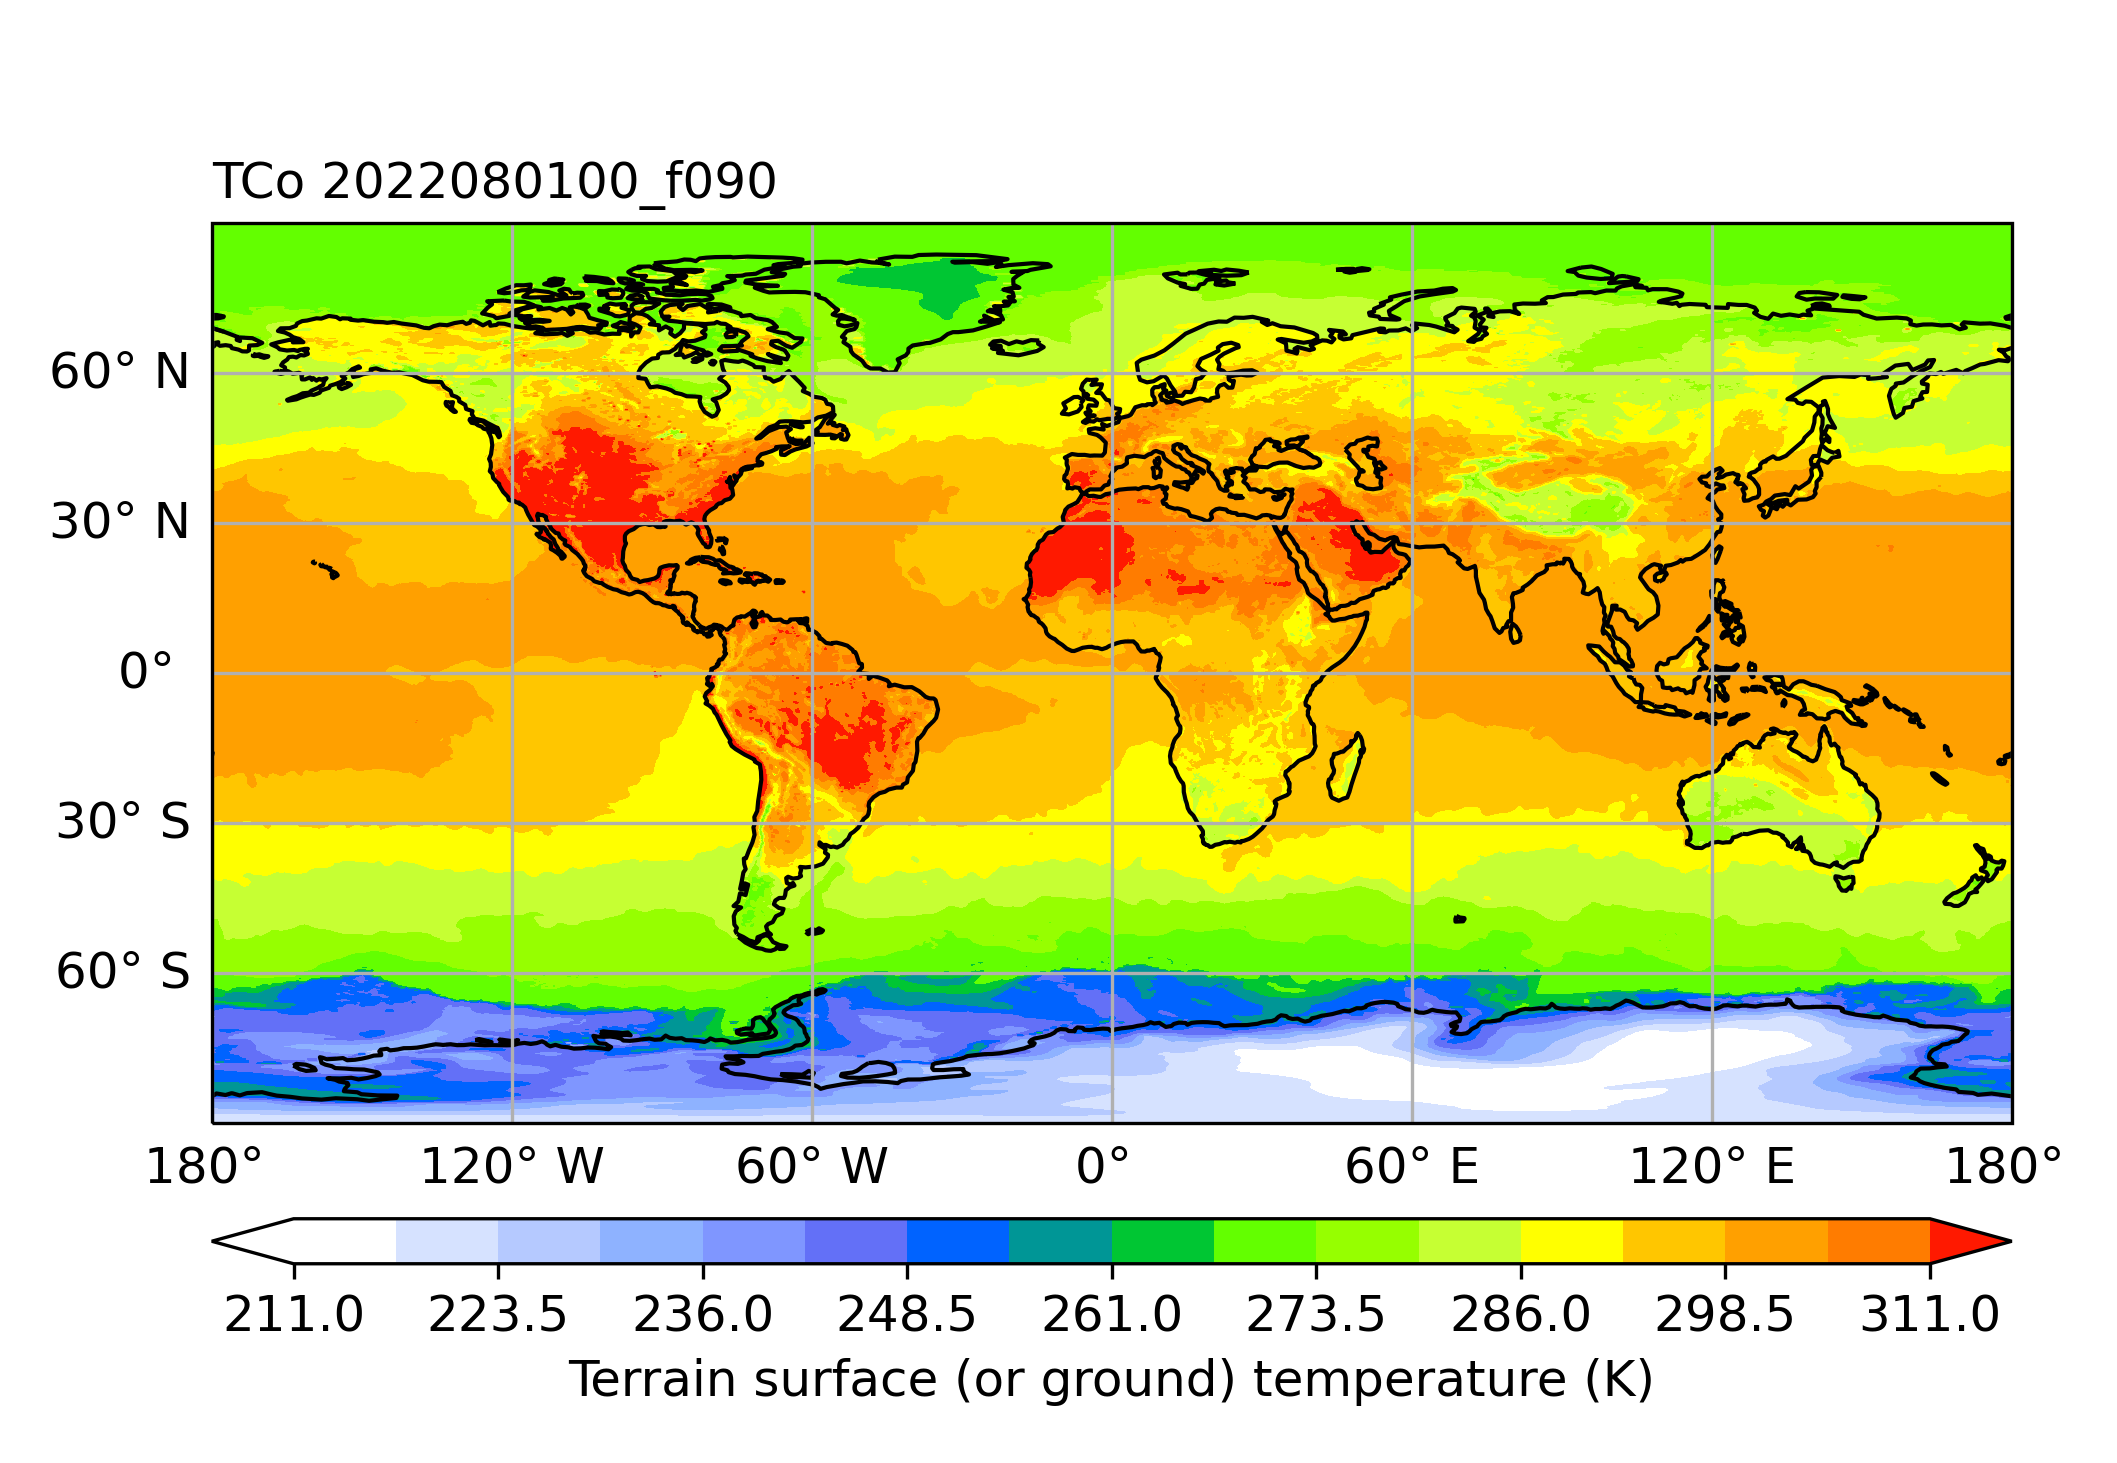 TCo 2022080100_f090
60° N
30° N
0°
30° S
60° S
180° 120° W 60° W 0° 60° E 120° E 180°
211.0 223.5 236.0 248.5 261.0 273.5 286.0 298.5 311.0
Terrain surface (or ground) temperature (K)